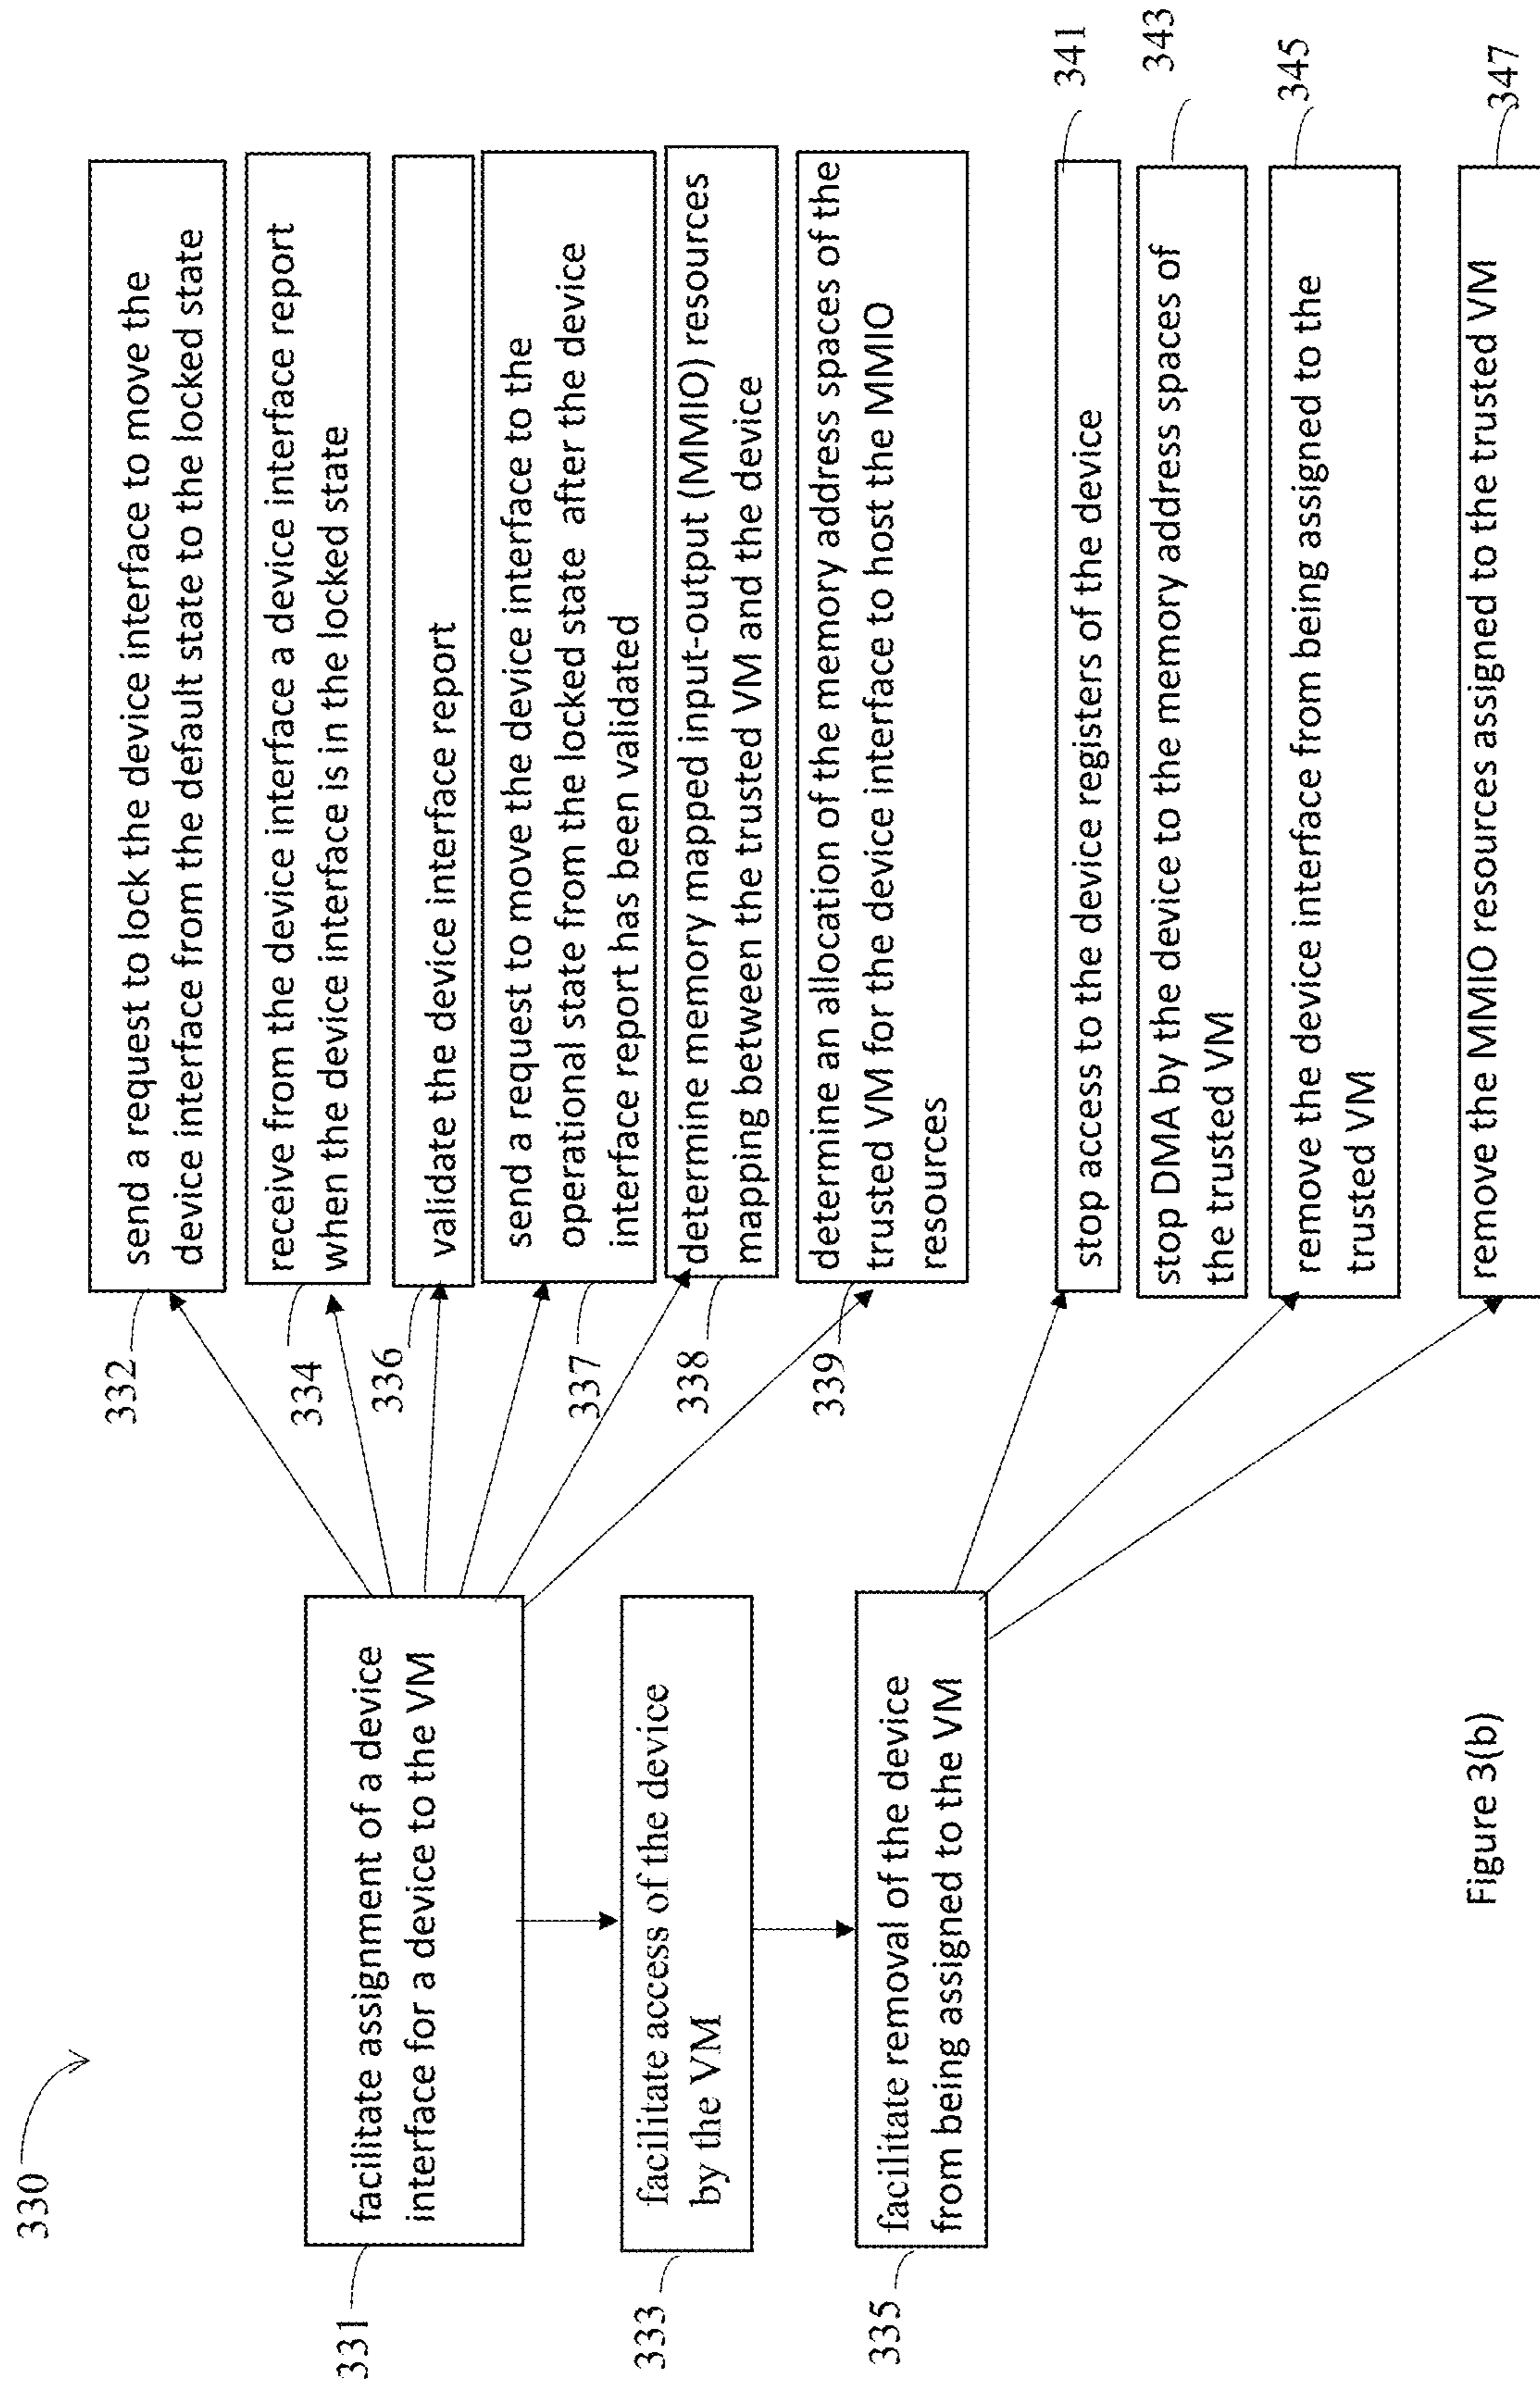 330
331
facilitate assignment of a device
interface for a device to the VM
333
facilitate access of the device
by the VM
335
facilitate removal of the device
from being assigned to the VM
332
send a request to lock the device interface to move the
device interface from the default state to the locked state
334
receive from the device interface a device interface report
when the device interface is in the locked state
336
validate the device interface report
337
send a request to move the device interface to the
operational state from the locked state after the device
interface report has been validated
338
determine memory mapped input-output (MMIO) resources
mapping between the trusted VM and the device
339
determine an allocation of the memory address spaces of the
trusted VM for the device interface to host the MMIO
resources
341
stop access to the device registers of the device
343
stop DMA by the device to the memory address spaces of
the trusted VM
345
remove the device interface from being assigned to the
trusted VM
347
remove the MMIO resources assigned to the trusted VM
Figure 3(b)